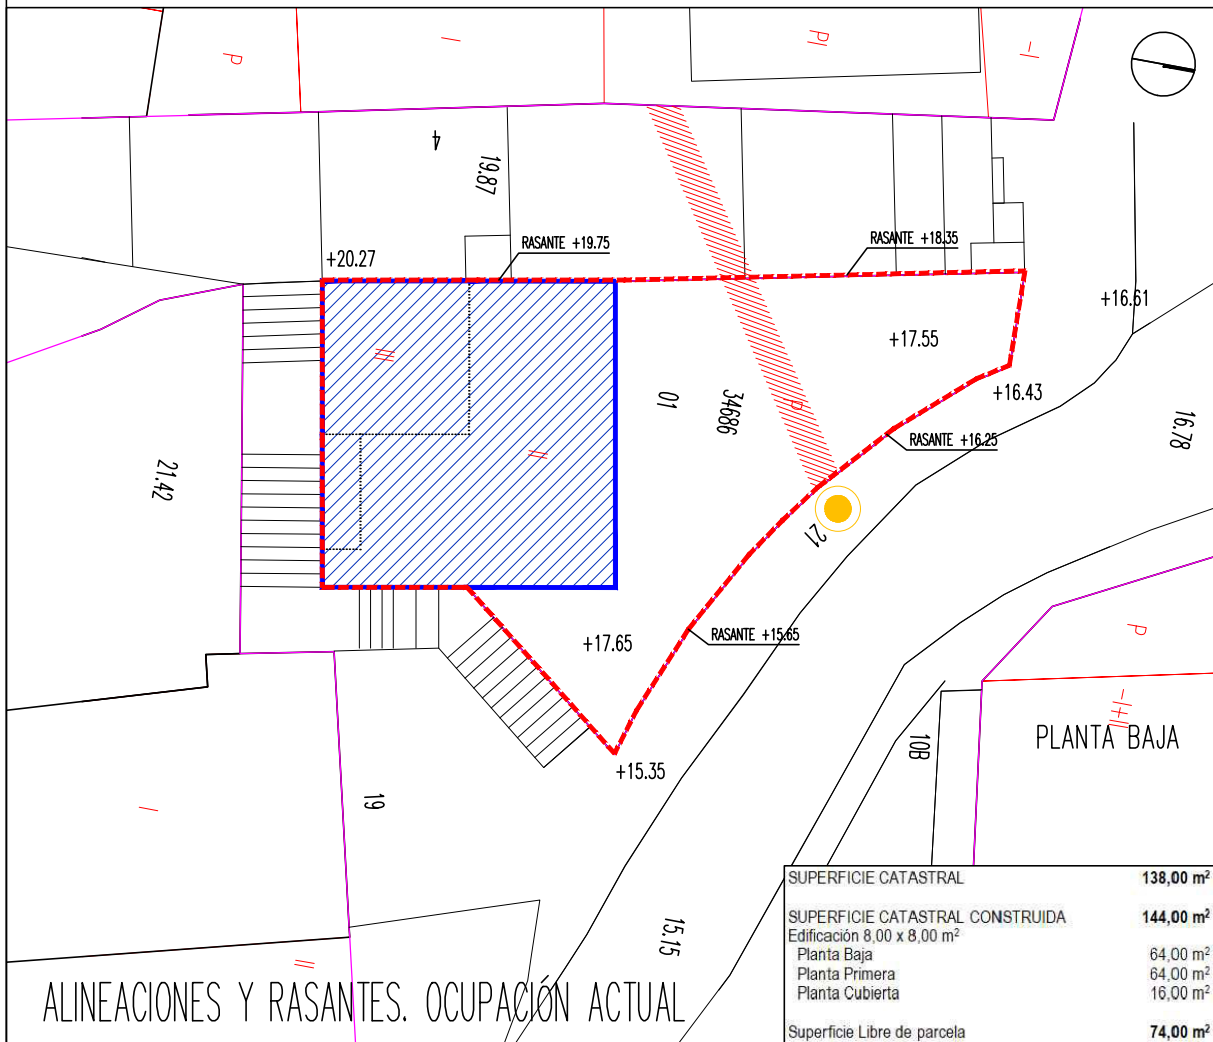 P
I
PI
-I
4
19.87
RASANTE +19.75
RASANTE +18.35
+20.27
+16.61
+17.55
III
01
34686
P
+16.43
16.78
RASANTE +16.25
II
21.42
21
+17.65
RASANTE +15.65
P
-I+II
PLANTA BAJA
10B
+15.35
19
I
15.15
II
SUPERFICIE CATASTRAL 138,00 m²
SUPERFICIE CATASTRAL CONSTRUIDA 144,00 m²
Edificación 8,00 x 8,00 m²
Planta Baja 64,00 m²
Planta Primera 64,00 m²
Planta Cubierta 16,00 m²
Superficie Libre de parcela 74,00 m²
ALINEACIONES Y RASANTES. OCUPACIÓN ACTUAL